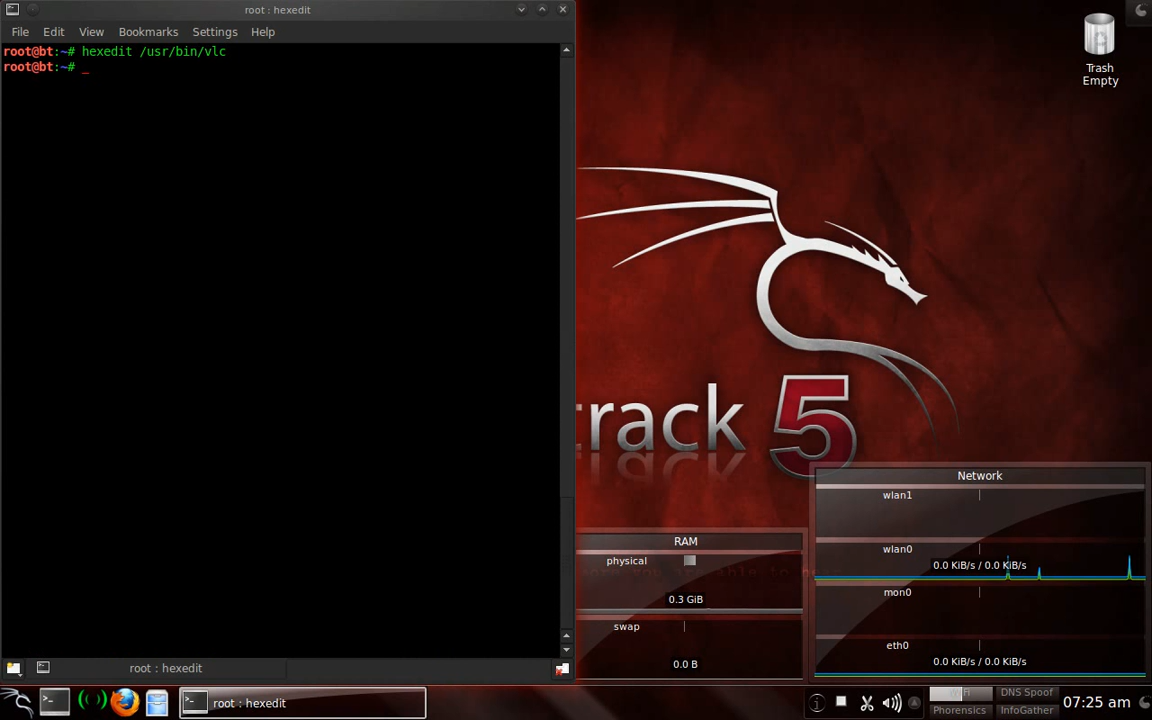 root : hexedit
File Edit View Bookmarks Settings Help
root@bt:~# hexedit /usr/bin/vlc
root@bt:~# _
Trash
Empty
track 5
Network
wlan1
wlan0
0.0 KiB/s / 0.0 KiB/s
mon0
eth0
0.0 KiB/s / 0.0 KiB/s
RAM
physical
0.3 GiB
swap
0.0 B
root : hexedit
root : hexedit
WiFi DNS Spoof
Phorensics InfoGather
07:25 am